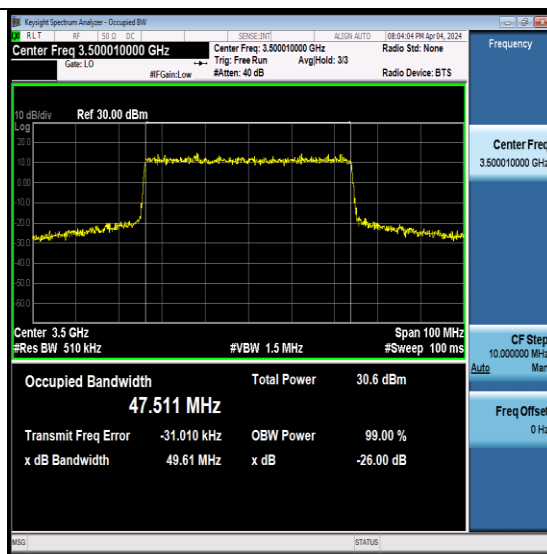 Keysight Spectrum Analyzer - Occupied BW
RLT RF 50 Ω DC SENSE:INT ALIGN AUTO 08:04:04 PM Apr 04, 2024
Center Freq 3.500010000 GHz Center Freq: 3.500010000 GHz Radio Std: None
Gate: LO Trig: Free Run Avg|Hold: 3/3
#IFGain:Low #Atten: 40 dB Radio Device: BTS
Frequency
10 dB/div Ref 30.00 dBm
Log
20.0
10.0
0.00
-10.0
-20.0
-30.0
-40.0
-50.0
-60.0
Center Freq
3.500010000 GHz
Center 3.5 GHz Span 100 MHz
#Res BW 510 kHz #VBW 1.5 MHz #Sweep 100 ms
CF Step
10.000000 MHz
Auto Man
Occupied Bandwidth Total Power 30.6 dBm
47.511 MHz
Transmit Freq Error -31.010 kHz OBW Power 99.00 %
x dB Bandwidth 49.61 MHz x dB -26.00 dB
Freq Offset
0 Hz
MSG STATUS